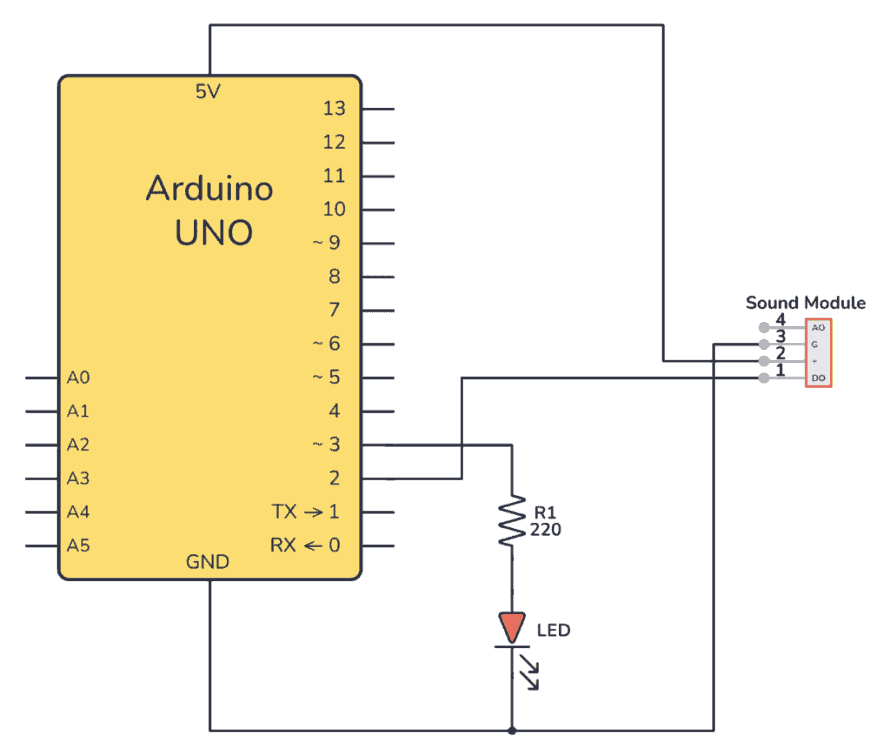 5V
Arduino
UNO
13
12
11
10
~ 9
8
7
~ 6
~ 5
4
~ 3
2
TX → 1
RX ← 0
A0
A1
A2
A3
A4
A5
GND
Sound Module
4 AO
3 G
2 +
1 DO
R1
220
LED